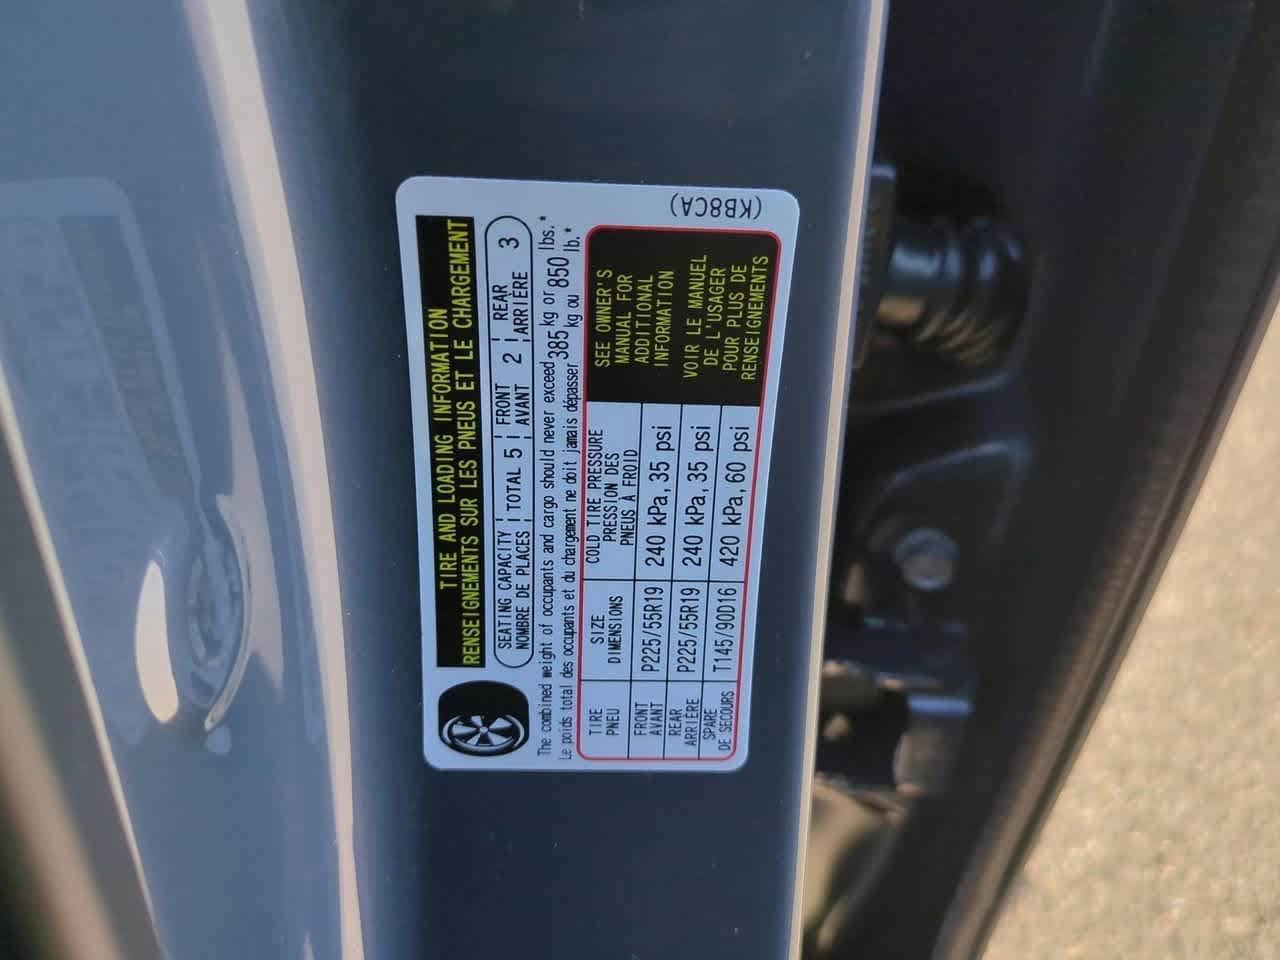 TIRE AND LOADING INFORMATION
RENSEIGNEMENTS SUR LES PNEUS ET LE CHARGEMENT
SEATING CAPACITY TOTAL 5 FRONT 2 REAR 3
NOMBRE DE PLACES AVANT ARRIÈRE
The combined weight of occupants and cargo should never exceed 385 kg or 850 lbs.*
Le poids total des occupants et du chargement ne doit jamais dépasser kg ou lb.*
TIRE SIZE COLD TIRE PRESSURE
PNEU DIMENSIONS PRESSION DES
PNEUS À FROID
FRONT
AVANT P225/55R19 240 kPa, 35 psi
REAR
ARRIÈRE P225/55R19 240 kPa, 35 psi
SPARE
DE SECOURS T145/90D16 420 kPa, 60 psi
SEE OWNER'S
MANUAL FOR
ADDITIONAL
INFORMATION
VOIR LE MANUEL
DE L'USAGER
POUR PLUS DE
RENSEIGNEMENTS
(KB8CA)